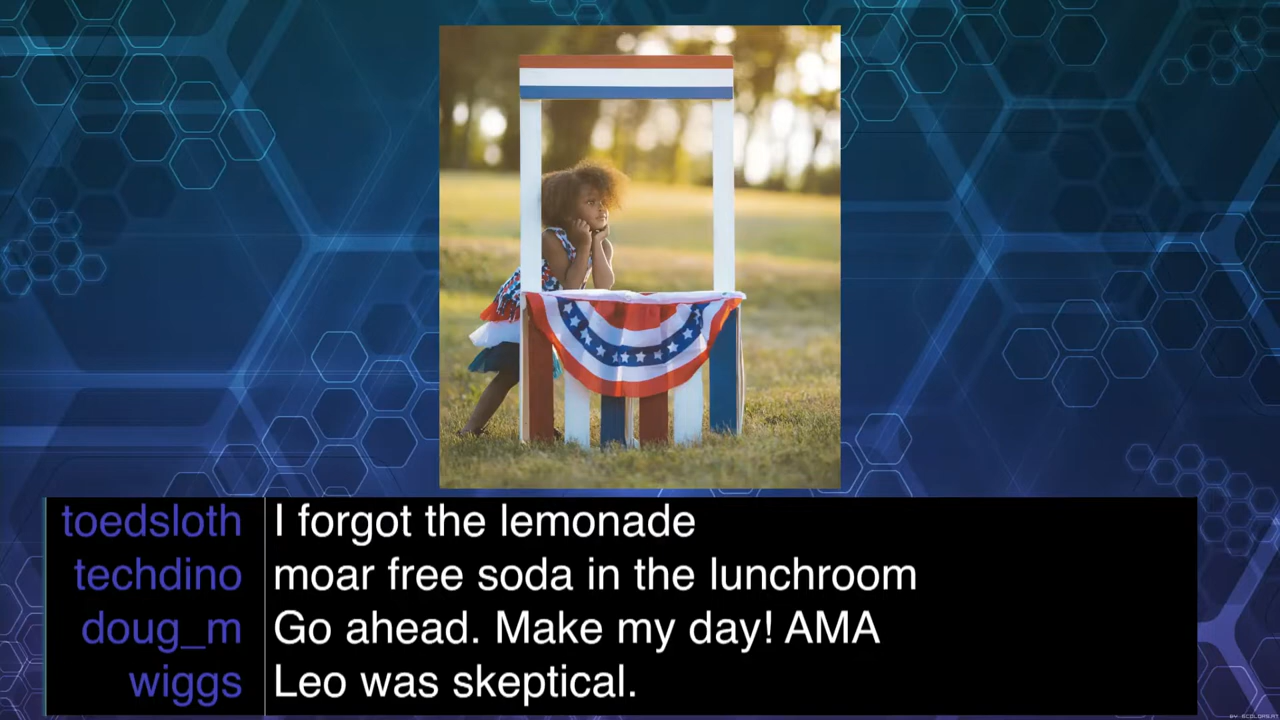 toedsloth I forgot the lemonade
techdino moar free soda in the lunchroom
doug_m Go ahead. Make my day! AMA
wiggs Leo was skeptical.